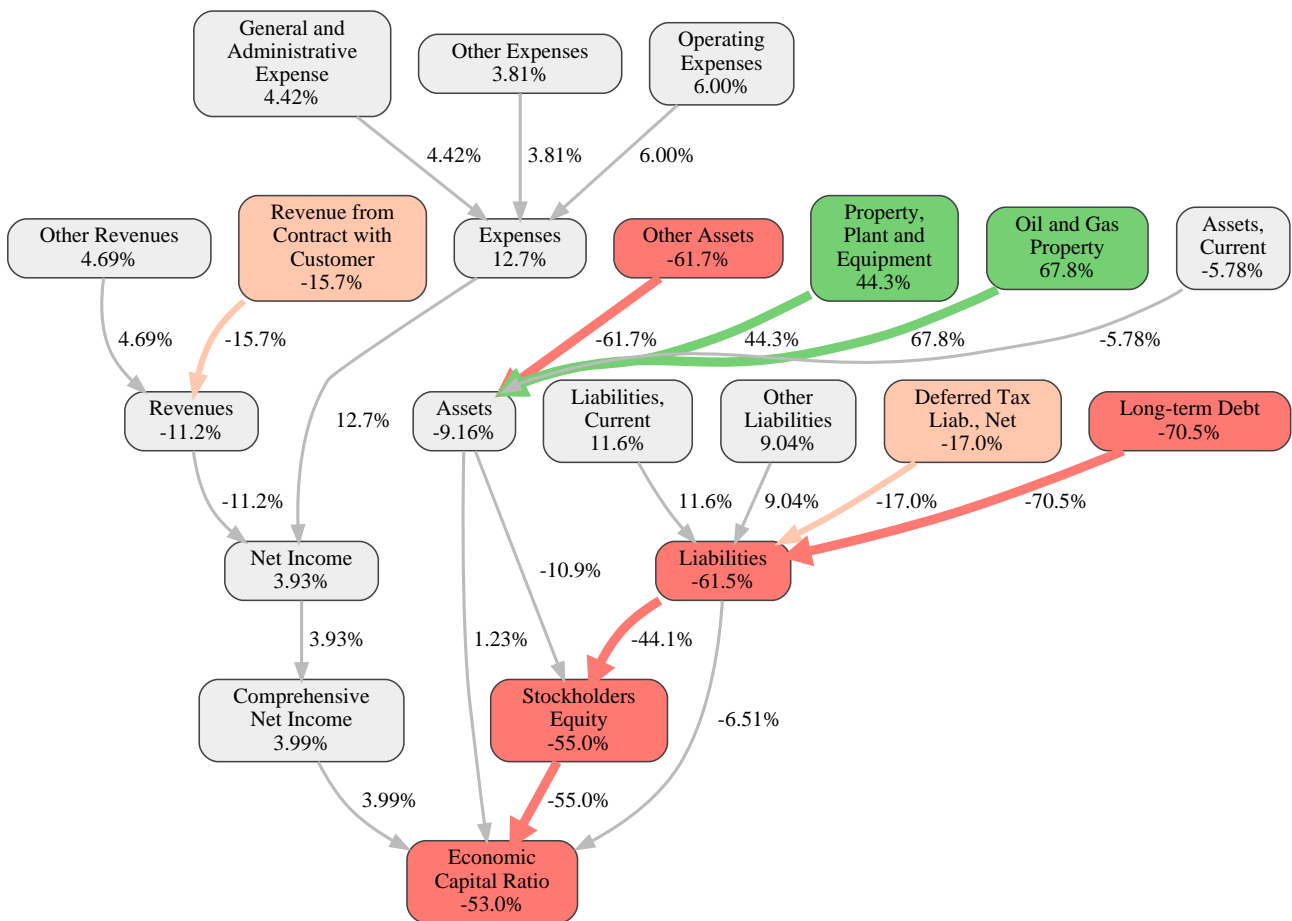 General and
Administrative
Expense
4.42%
Other Expenses
3.81%
Operating
Expenses
6.00%
4.42%
3.81%
6.00%
Other Revenues
4.69%
Revenue from
Contract with
Customer
-15.7%
Expenses
12.7%
Other Assets
-61.7%
Property,
Plant and
Equipment
44.3%
Oil and Gas
Property
67.8%
Assets,
Current
-5.78%
4.69%
-15.7%
-61.7%
44.3%
67.8%
-5.78%
Revenues
-11.2%
12.7%
Assets
-9.16%
Liabilities,
Current
11.6%
Other
Liabilities
9.04%
Deferred Tax
Liab., Net
-17.0%
Long-term Debt
-70.5%
-11.2%
11.6%
9.04%
-17.0%
-70.5%
Net Income
3.93%
-10.9%
Liabilities
-61.5%
3.93%
1.23%
-44.1%
Comprehensive
Net Income
3.99%
Stockholders
Equity
-55.0%
-6.51%
3.99%
-55.0%
Economic
Capital Ratio
-53.0%